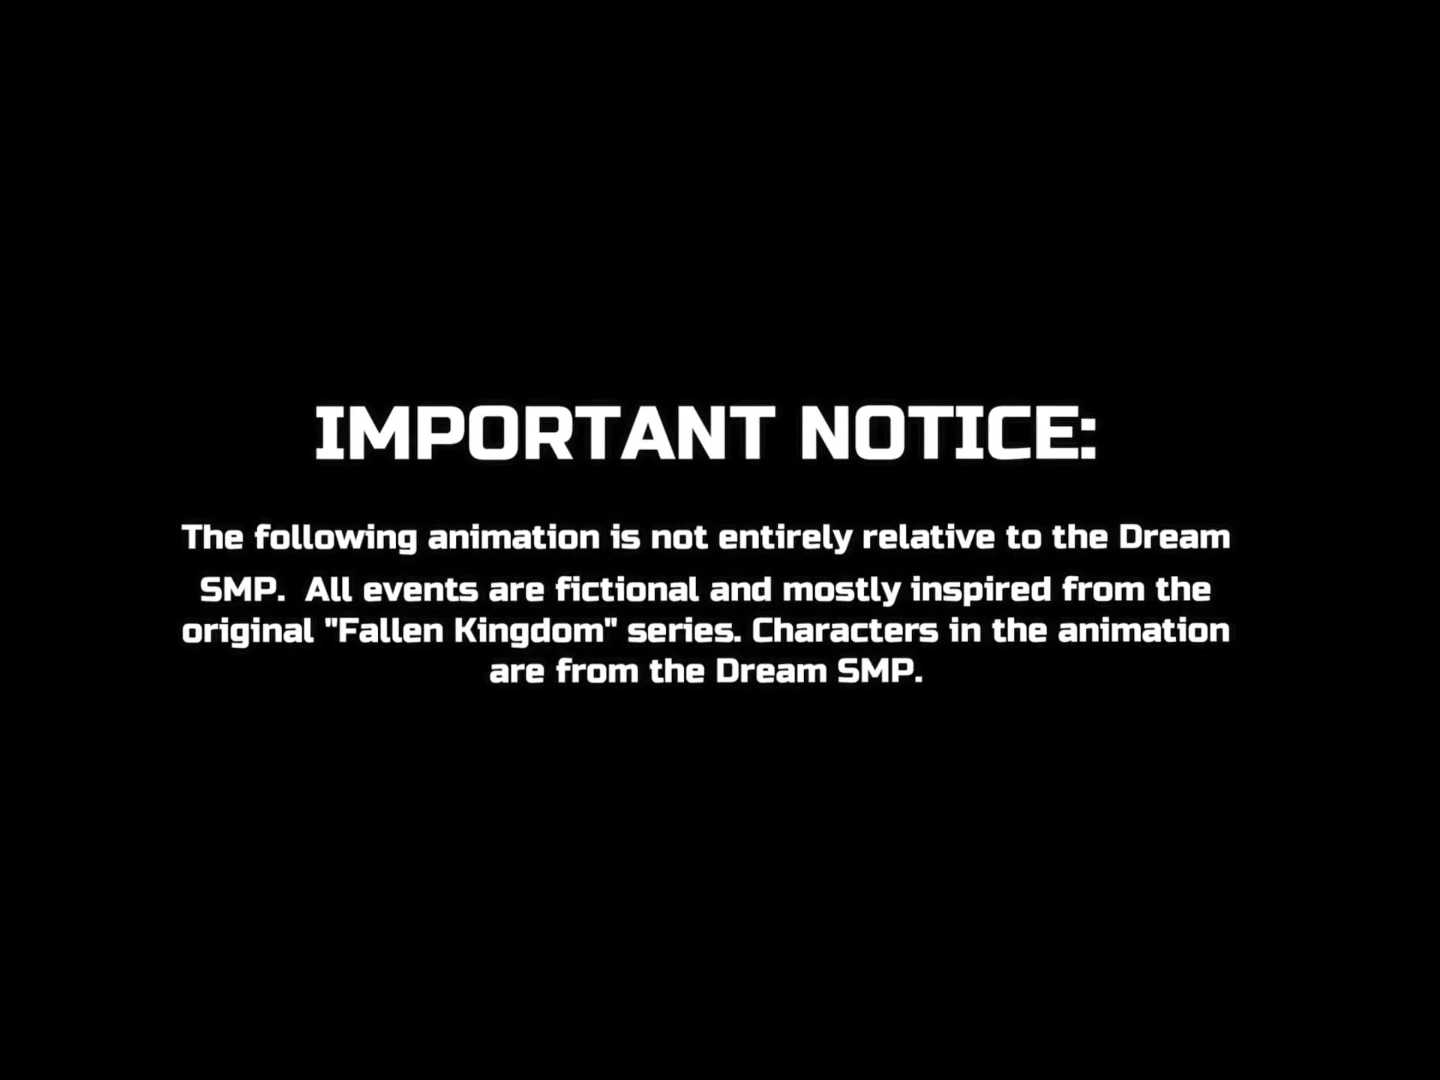 IMPORTANT NOTICE:
The following animation is not entirely relative to the Dream
SMP.  All events are fictional and mostly inspired from the
original "Fallen Kingdom" series. Characters in the animation
are from the Dream SMP.